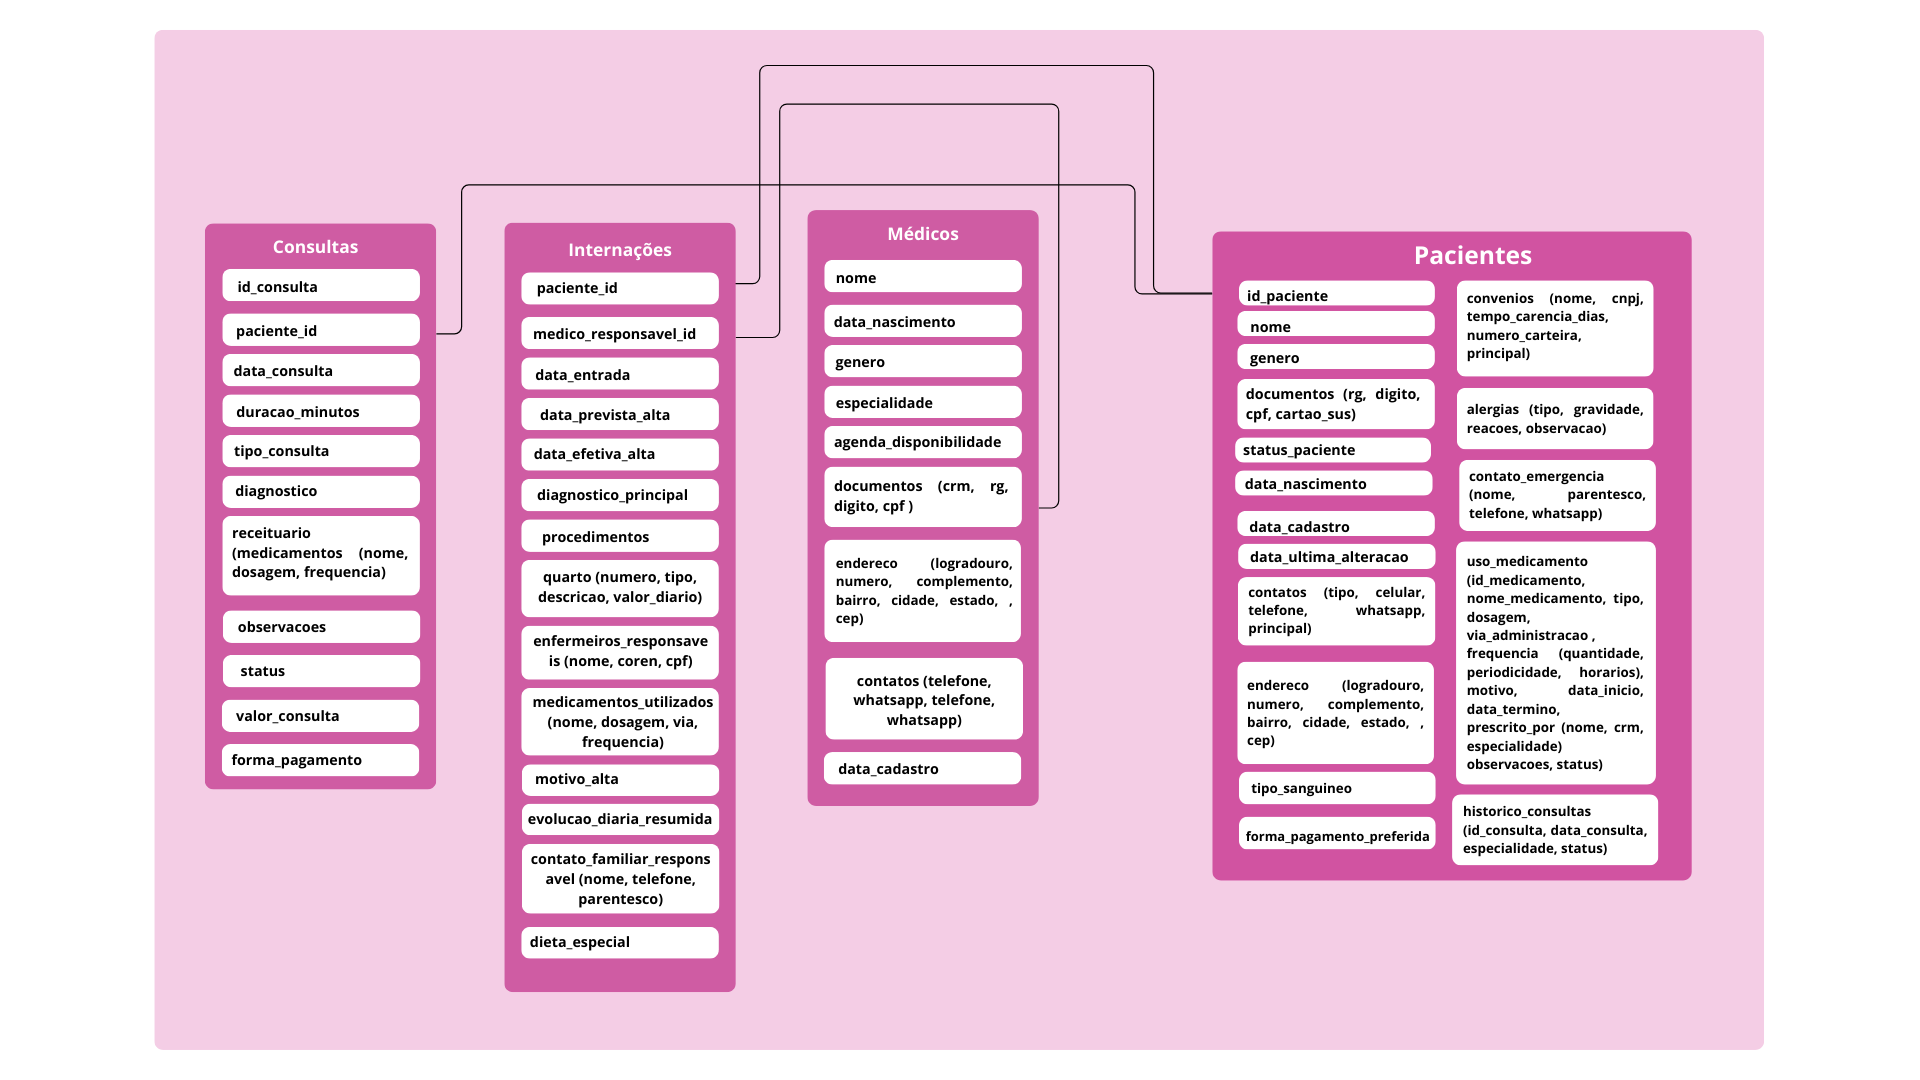 Consultas
id_consulta
paciente_id
data_consulta
duracao_minutos
tipo_consulta
diagnostico
receituario
(medicamentos (nome,
dosagem, frequencia)
observacoes
status
valor_consulta
forma_pagamento
Internações
paciente_id
medico_responsavel_id
data_entrada
data_prevista_alta
data_efetiva_alta
diagnostico_principal
procedimentos
quarto (numero, tipo,
descricao, valor_diario)
enfermeiros_responsave
is (nome, coren, cpf)
medicamentos_utilizados
(nome, dosagem, via,
frequencia)
motivo_alta
evolucao_diaria_resumida
contato_familiar_respons
avel (nome, telefone,
parentesco)
dieta_especial
Médicos
nome
data_nascimento
genero
especialidade
agenda_disponibilidade
documentos (crm, rg,
digito, cpf )
endereco (logradouro,
numero, complemento,
bairro, cidade, estado, ,
cep)
contatos (telefone,
whatsapp, telefone,
whatsapp)
data_cadastro
Pacientes
id_paciente
nome
genero
documentos (rg, digito,
cpf, cartao_sus)
status_paciente
data_nascimento
data_cadastro
data_ultima_alteracao
contatos (tipo, celular,
telefone, whatsapp,
principal)
endereco (logradouro,
numero, complemento,
bairro, cidade, estado, ,
cep)
tipo_sanguineo
forma_pagamento_preferida
convenios (nome, cnpj,
tempo_carencia_dias,
numero_carteira,
principal)
alergias (tipo, gravidade,
reacoes, observacao)
contato_emergencia
(nome, parentesco,
telefone, whatsapp)
uso_medicamento
(id_medicamento,
nome_medicamento, tipo,
dosagem,
via_administracao ,
frequencia (quantidade,
periodicidade, horarios),
motivo, data_inicio,
data_termino,
prescrito_por (nome, crm,
especialidade)
observacoes, status)
historico_consultas
(id_consulta, data_consulta,
especialidade, status)